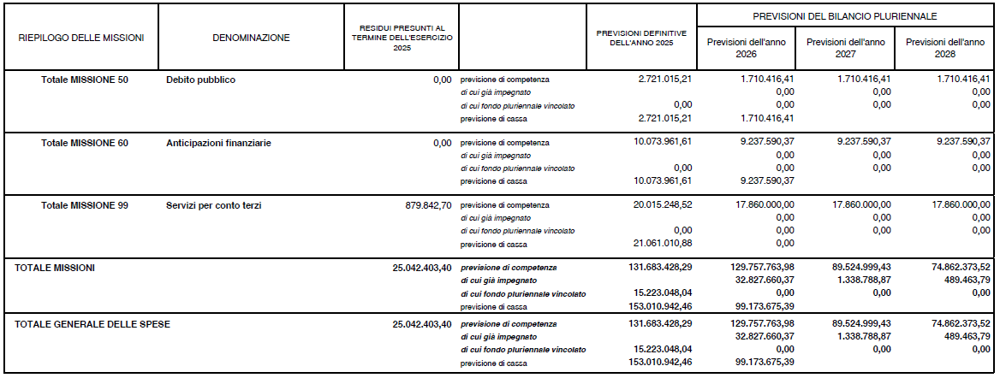 PREVISIONI DEL BILANCIO PLURIENNALE
RIEPILOGO DELLE MISSIONI DENOMINAZIONE RESIDUI PRESUNTI AL TERMINE DELL'ESERCIZIO 2025 PREVISIONI DEFINITIVE DELL'ANNO 2025 Previsioni dell'anno 2026 Previsioni dell'anno 2027 Previsioni dell'anno 2028
Totale MISSIONE 50 Debito pubblico 0,00 previsione di competenza 2.721.015,21 1.710.416,41 1.710.416,41 1.710.416,41
di cui già impegnato 0,00 0,00 0,00
di cui fondo pluriennale vincolato 0,00 0,00 0,00 0,00
previsione di cassa 2.721.015,21 1.710.416,41
Totale MISSIONE 60 Anticipazioni finanziarie 0,00 previsione di competenza 10.073.961,61 9.237.590,37 9.237.590,37 9.237.590,37
di cui già impegnato 0,00 0,00 0,00
di cui fondo pluriennale vincolato 0,00 0,00 0,00 0,00
previsione di cassa 10.073.961,61 9.237.590,37
Totale MISSIONE 99 Servizi per conto terzi 879.842,70 previsione di competenza 20.015.248,52 17.860.000,00 17.860.000,00 17.860.000,00
di cui già impegnato 0,00 0,00 0,00
di cui fondo pluriennale vincolato 0,00 0,00 0,00 0,00
previsione di cassa 21.061.010,88 0,00
TOTALE MISSIONI 25.042.403,40 previsione di competenza 131.683.428,29 129.757.763,98 89.524.999,43 74.862.373,52
di cui già impegnato 32.827.660,37 1.338.788,87 489.463,79
di cui fondo pluriennale vincolato 15.223.048,04 0,00 0,00 0,00
previsione di cassa 153.010.942,46 99.173.675,39
TOTALE GENERALE DELLE SPESE 25.042.403,40 previsione di competenza 131.683.428,29 129.757.763,98 89.524.999,43 74.862.373,52
di cui già impegnato 32.827.660,37 1.338.788,87 489.463,79
di cui fondo pluriennale vincolato 15.223.048,04 0,00 0,00 0,00
previsione di cassa 153.010.942,46 99.173.675,39